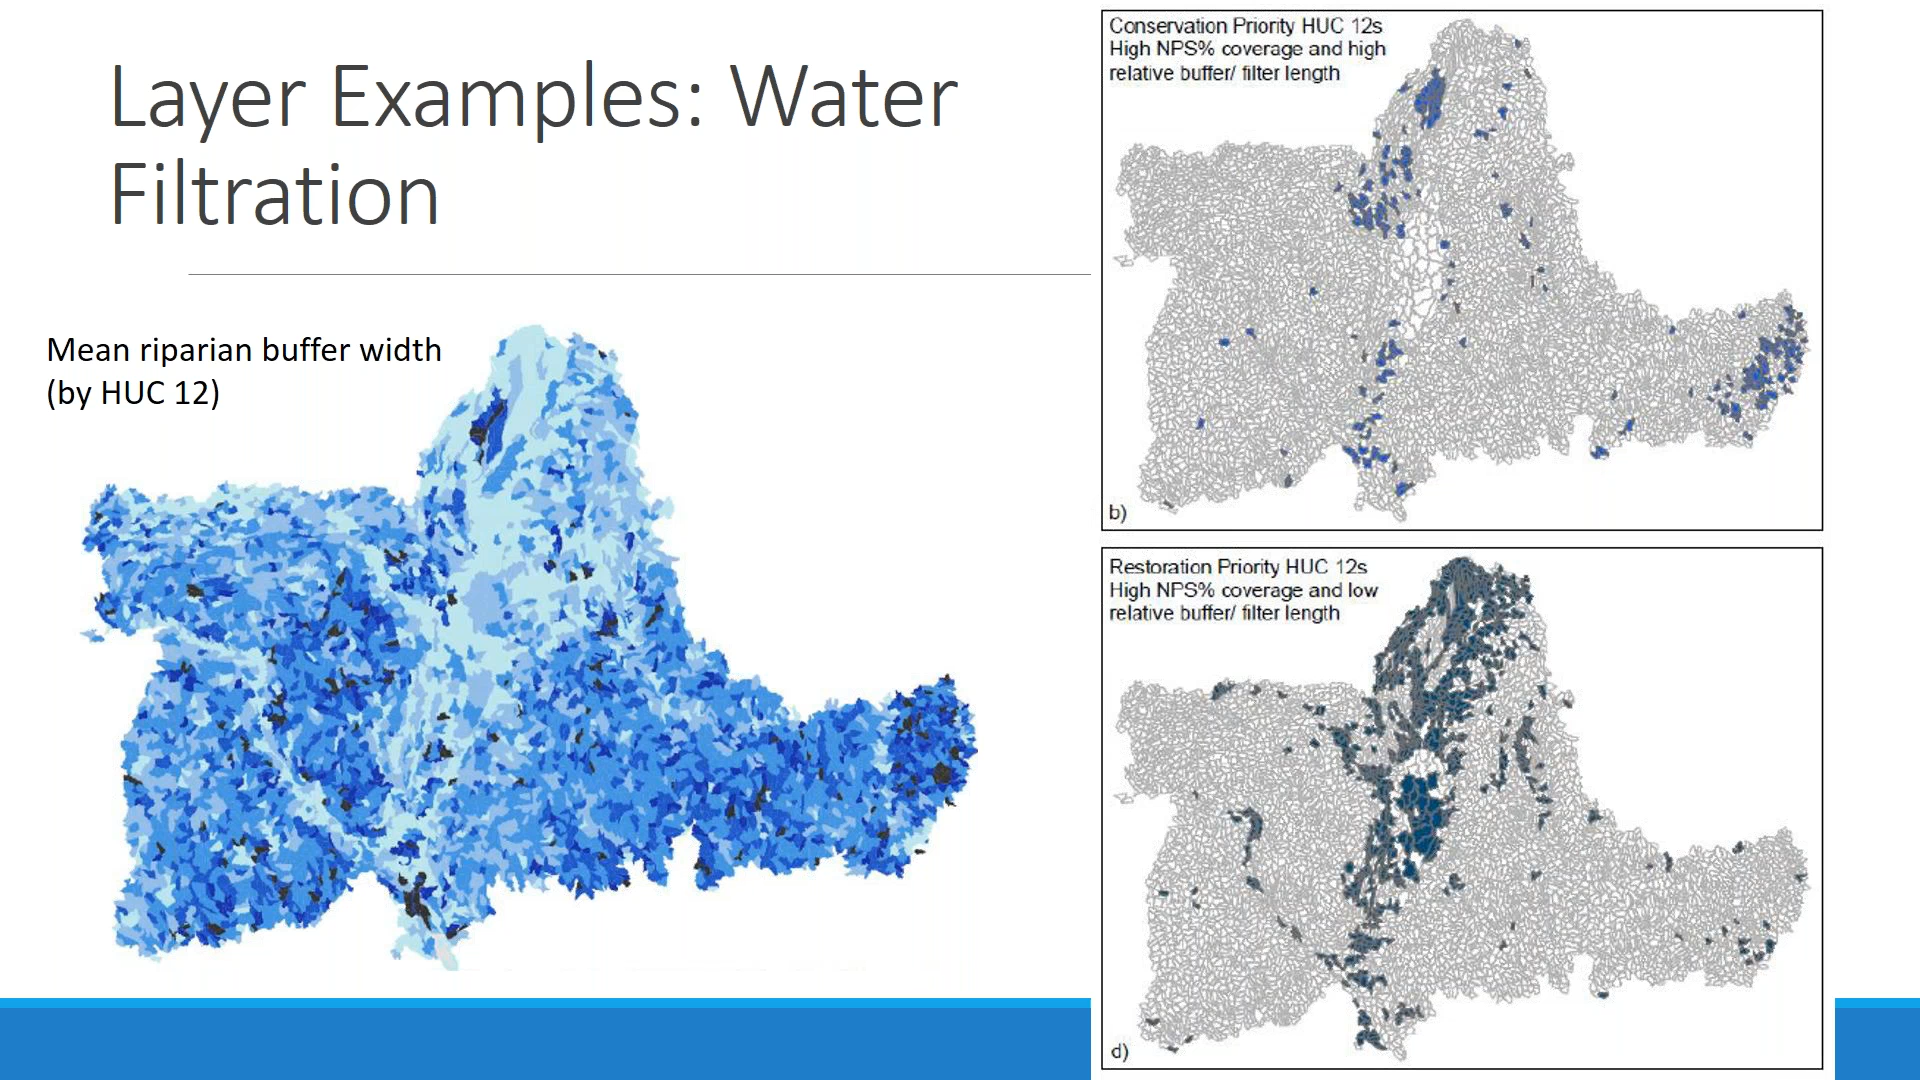 Layer Examples: Water
Filtration
Mean riparian buffer width
(by HUC 12)
Conservation Priority HUC 12s
High NPS% coverage and high
relative buffer/ filter length
b)
Restoration Priority HUC 12s
High NPS% coverage and low
relative buffer/ filter length
d)